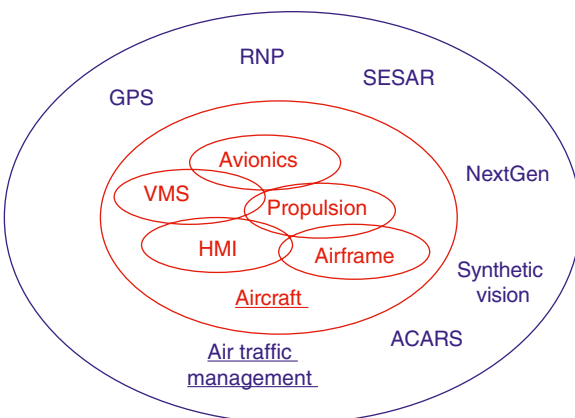 RNP
SESAR
GPS
Avionics
NextGen
VMS
Propulsion
HMI
Airframe
Synthetic
vision
Aircraft
ACARS
Air traffic
management